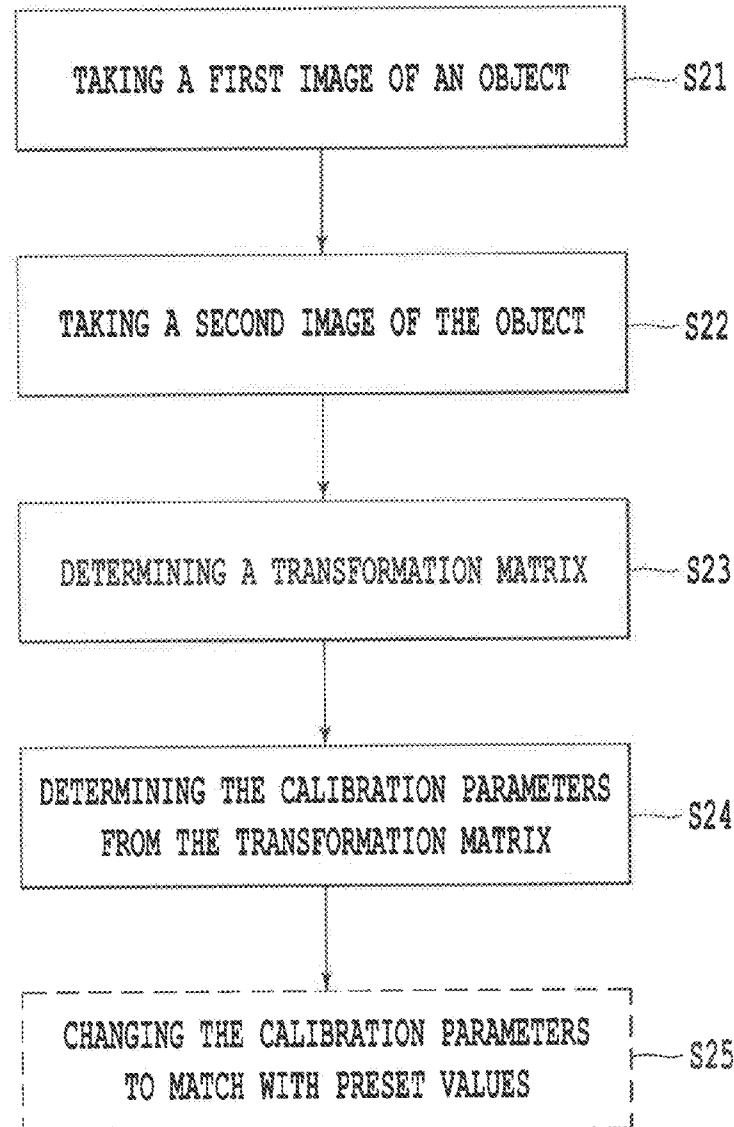 TAKING A FIRST IMAGE OF AN OBJECT
S21
TAKING A SECOND IMAGE OF THE OBJECT
S22
DETERMINING A TRANSFORMATION MATRIX
S23
DETERMINING THE CALIBRATION PARAMETERS
FROM THE TRANSFORMATION MATRIX
S24
CHANGING THE CALIBRATION PARAMETERS
TO MATCH WITH PRESET VALUES
S25